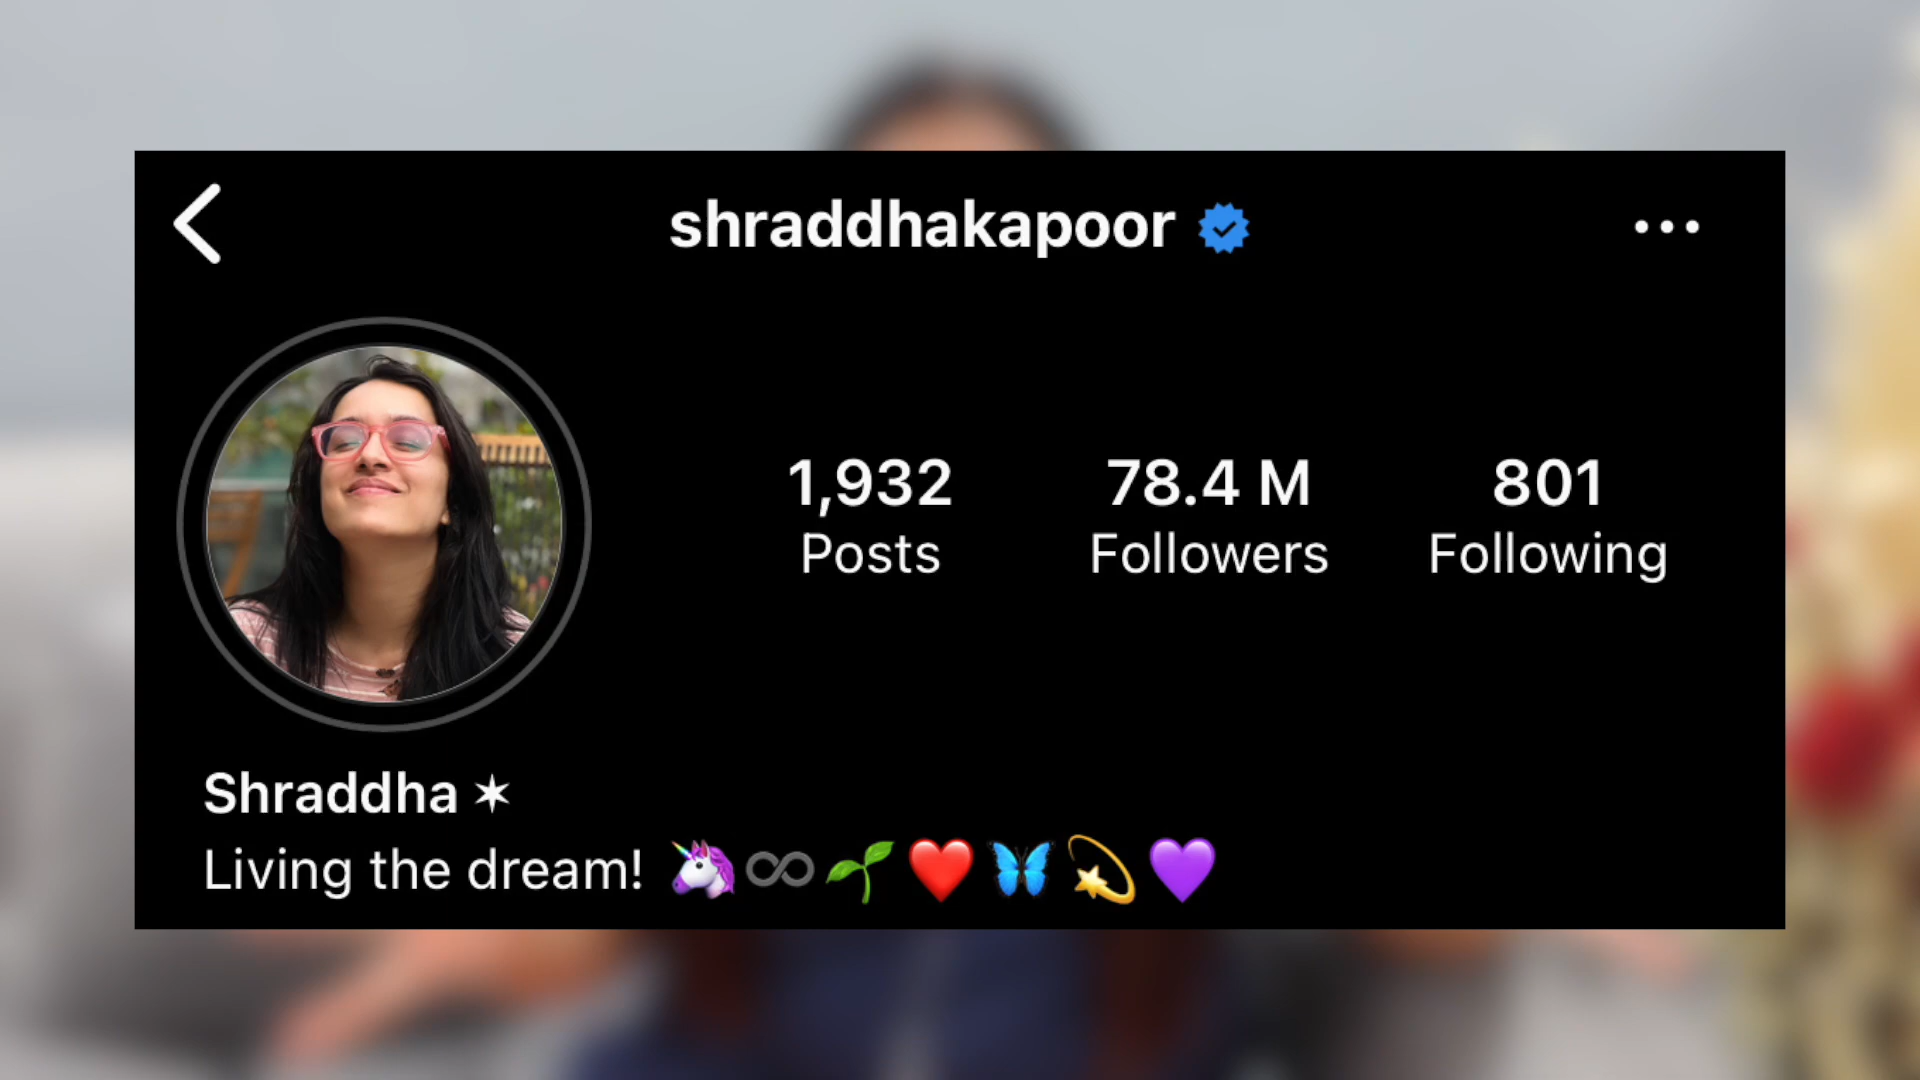 shraddhakapoor
1,932 78.4 M 801
Posts Followers Following
Shraddha ✶
Living the dream! 🦄♾🌱❤️🦋💫💜